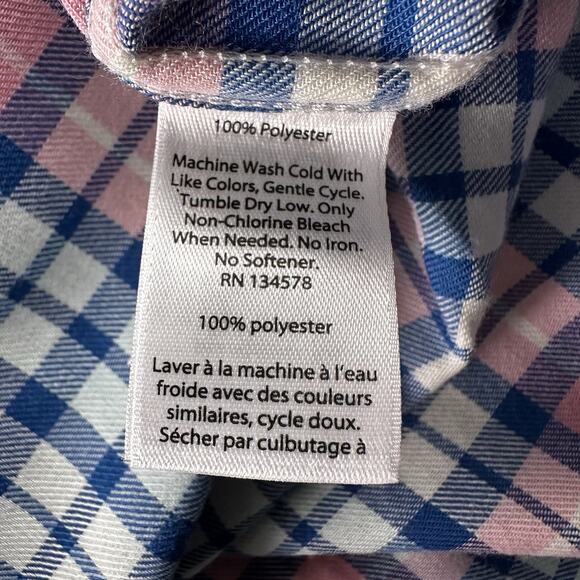 100% Polyester
Machine Wash Cold With
Like Colors, Gentle Cycle.
Tumble Dry Low. Only
Non-Chlorine Bleach
When Needed. No Iron.
No Softener.
RN 134578
100% polyester
Laver à la machine à l'eau
froide avec des couleurs
similaires, cycle doux.
Sécher par culbutage à